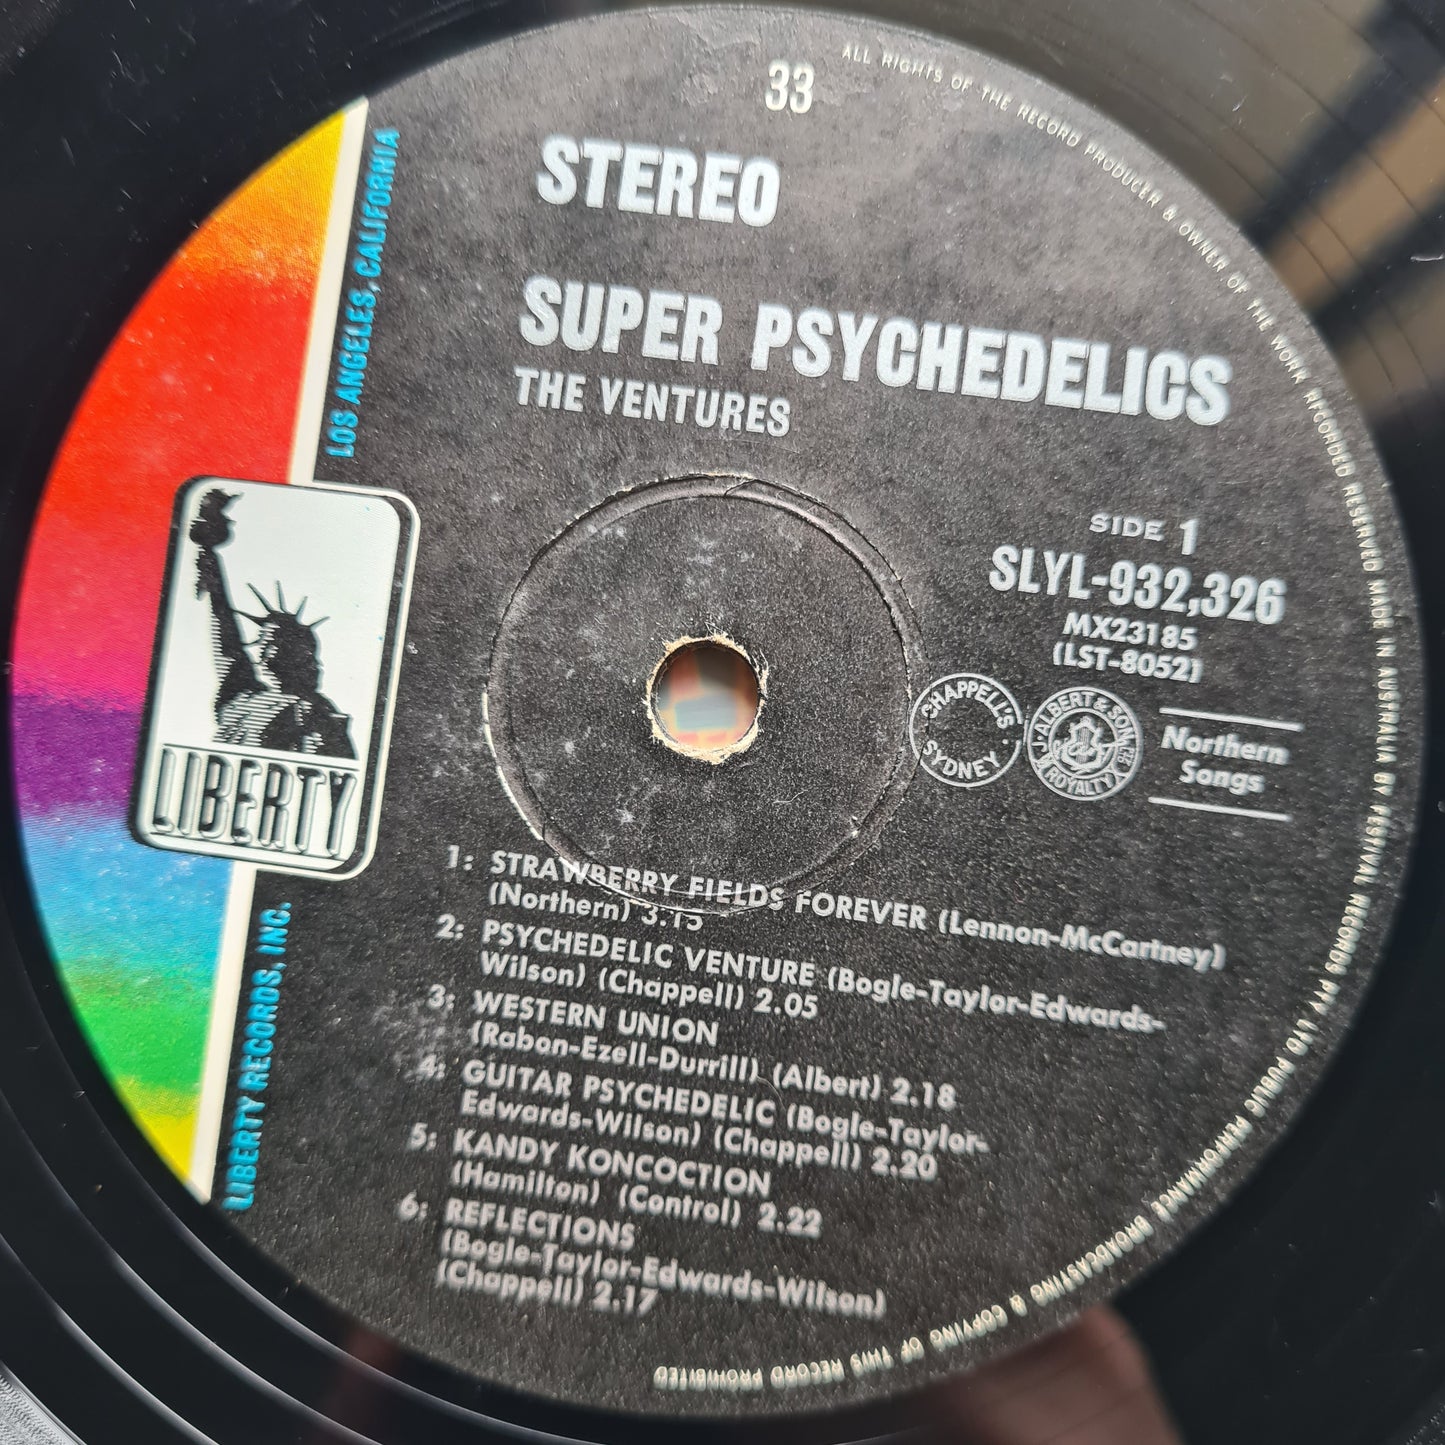 33
ALL RIGHTS OF THE RECORD PRODUCER & OWNER OF THE WORK RECORDED RESERVED MADE IN AUSTRALIA BY FESTIVAL RECORDS PTY. LTD PUBLIC PERFORMANCE BROADCASTING & COPYING OF THIS RECORD PROHIBITED
STEREO
SUPER PSYCHEDELICS
THE VENTURES
LOS ANGELES, CALIFORNIA
LIBERTY
LIBERTY RECORDS, INC.
SIDE 1
SLYL-932,326
MX23185
(LST-8052)
CHAPPELL'S SYDNEY
J. ALBERT & SON PTY. ROYALTY
Northern
Songs
1: STRAWBERRY FIELDS FOREVER (Lennon-McCartney)
(Northern) 3.15
2: PSYCHEDELIC VENTURE (Bogle-Taylor-Edwards-
Wilson) (Chappell) 2.05
3: WESTERN UNION
(Rabon-Ezell-Durrill) (Albert) 2.18
4: GUITAR PSYCHEDELIC (Bogle-Taylor-
Edwards-Wilson) (Chappell) 2.20
5: KANDY KONCOCTION
(Hamilton) (Control) 2.22
6: REFLECTIONS
(Bogle-Taylor-Edwards-Wilson)
(Chappell) 2.17